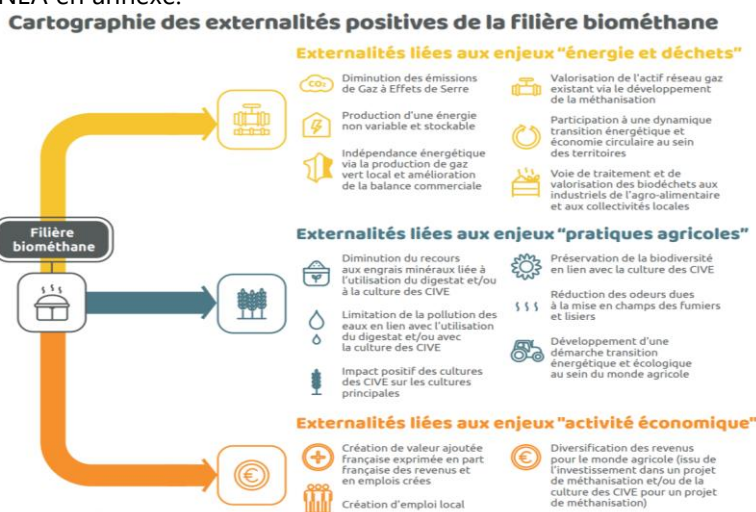 NEA en annexe.
Cartographie des externalités positives de la filière biométhane
Externalités liées aux enjeux "énergie et déchets"
CO₂
Diminution des émissions
de Gaz à Effets de Serre
Production d'une énergie
non variable et stockable
Indépendance énergétique
via la production de gaz
vert local et amélioration
de la balance commerciale
Valorisation de l'actif réseau gaz
existant via le développement
de la méthanisation
Participation à une dynamique
transition énergétique et
économie circulaire au sein
des territoires
Voie de traitement et de
valorisation des biodéchets aux
industriels de l'agro-alimentaire
et aux collectivités locales
Filière
biométhane
Externalités liées aux enjeux "pratiques agricoles"
Diminution du recours
aux engrais minéraux liée à
l'utilisation du digestat et/ou
à la culture des CIVE
Limitation de la pollution des
eaux en lien avec l'utilisation
du digestat et/ou avec
la culture des CIVE
Impact positif des cultures
des CIVE sur les cultures
principales
Préservation de la biodiversité
en lien avec la culture des CIVE
Réduction des odeurs dues
à la mise en champs des fumiers
et lisiers
Développement d'une
démarche transition
énergétique et écologique
au sein du monde agricole
Externalités liées aux enjeux "activité économique"
€
Création de valeur ajoutée
française exprimée en part
française des revenus et
en emplois crées
Création d'emploi local
€
Diversification des revenus
pour le monde agricole (issu de
l'investissement dans un projet
de méthanisation et/ou de la
culture des CIVE pour un projet
de méthanisation)